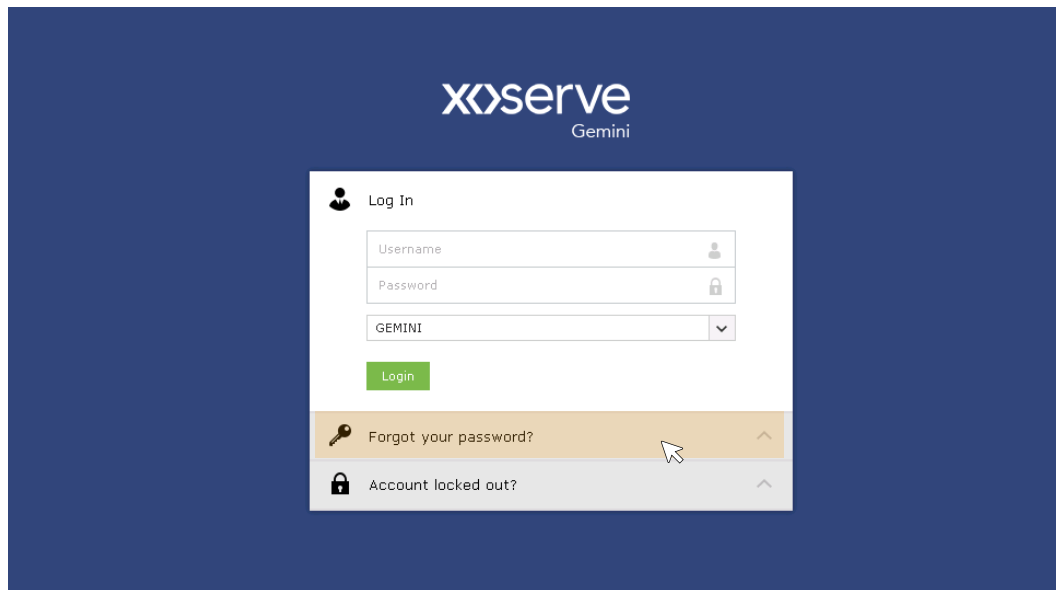 xoserve
Gemini
Log In
Username
Password
GEMINI
Login
Forgot your password?
Account locked out?